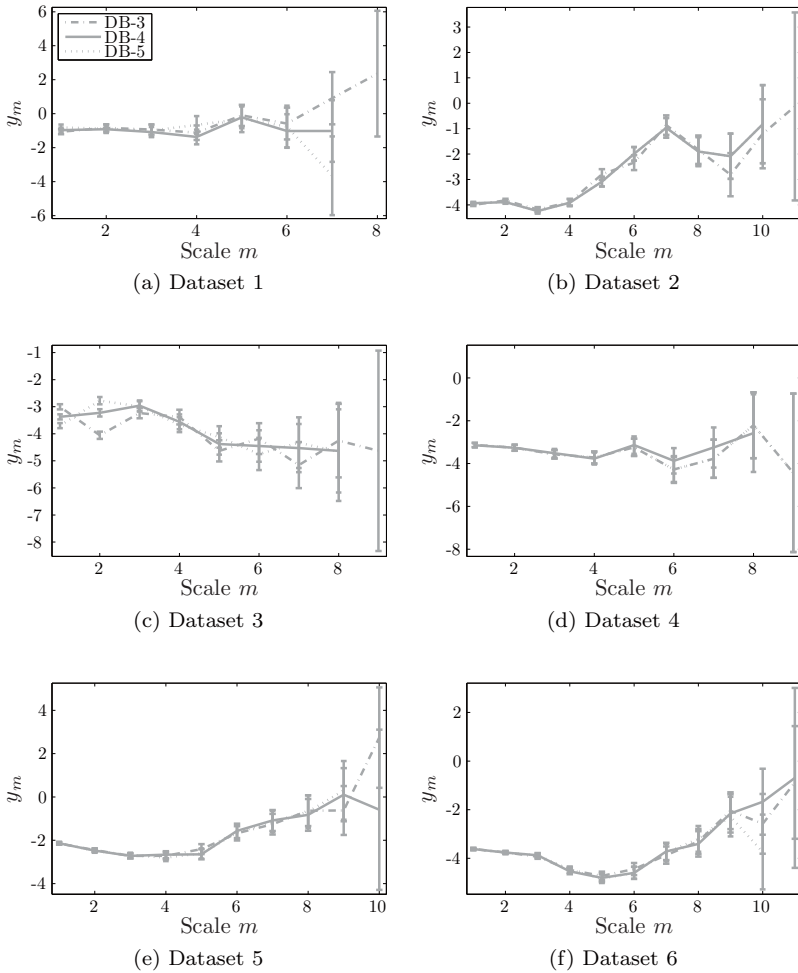 6
4
2
0
-2
-4
-6
y_m
DB-3
DB-4
DB-5
2 4 6 8
Scale m
(a) Dataset 1
3
2
1
0
-1
-2
-3
-4
y_m
2 4 6 8 10
Scale m
(b) Dataset 2
-1
-2
-3
-4
-5
-6
-7
-8
y_m
2 4 6 8
Scale m
(c) Dataset 3
0
-2
-4
-6
-8
y_m
2 4 6 8
Scale m
(d) Dataset 4
4
2
0
-2
-4
y_m
2 4 6 8 10
Scale m
(e) Dataset 5
2
0
-2
-4
y_m
2 4 6 8 10
Scale m
(f) Dataset 6